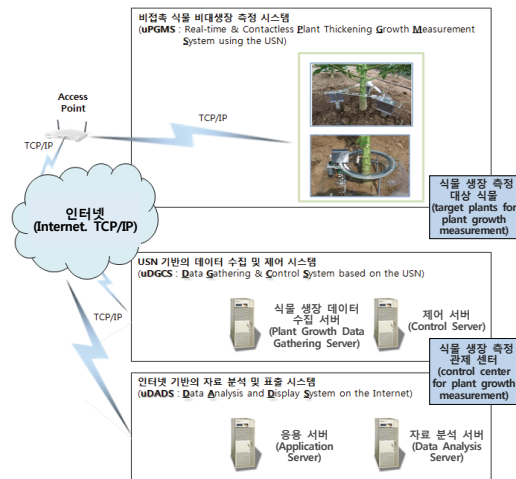 비접촉 식물 비대생장 측정 시스템
(uPGMS : Real-time & Contactless Plant Thickening Growth Measurement
System using the USN)
Access
Point
TCP/IP
TCP/IP
인터넷
(Internet. TCP/IP)
식물 생장 측정
대상 식물
(target plants for
plant growth
measurement)
USN 기반의 데이터 수집 및 제어 시스템
(uDGCS : Data Gathering & Control System based on the USN)
TCP/IP
식물 생장 데이터
수집 서버
(Plant Growth Data
Gathering Server)
제어 서버
(Control Server)
식물 생장 측정
관제 센터
(control center
for plant growth
measurement)
인터넷 기반의 자료 분석 및 표출 시스템
(uDADS : Data Analysis and Display System on the Internet)
응용 서버
(Application
Server)
자료 분석 서버
(Data Analysis
Server)